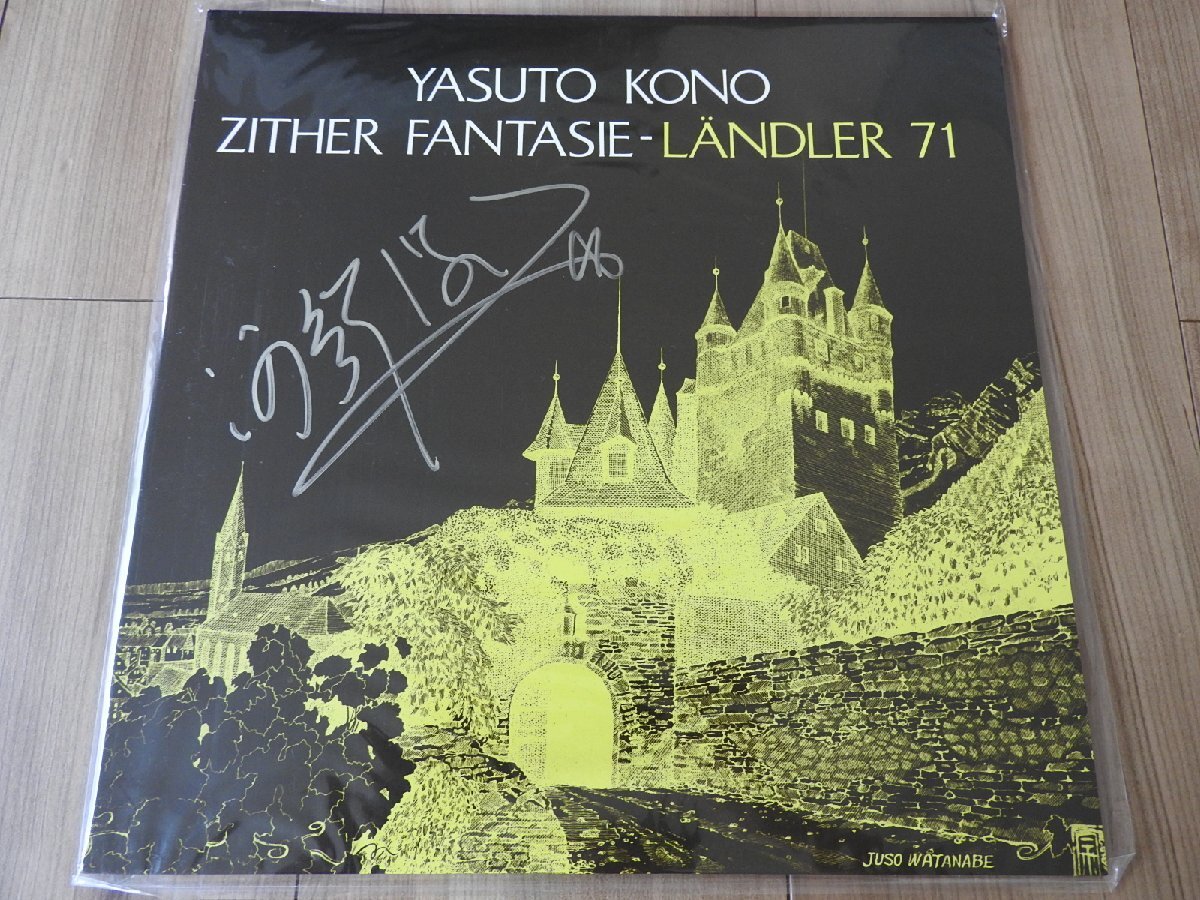 YASUTO KONO
ZITHER FANTASIE-LÄNDLER 71
JUSO WATANABE